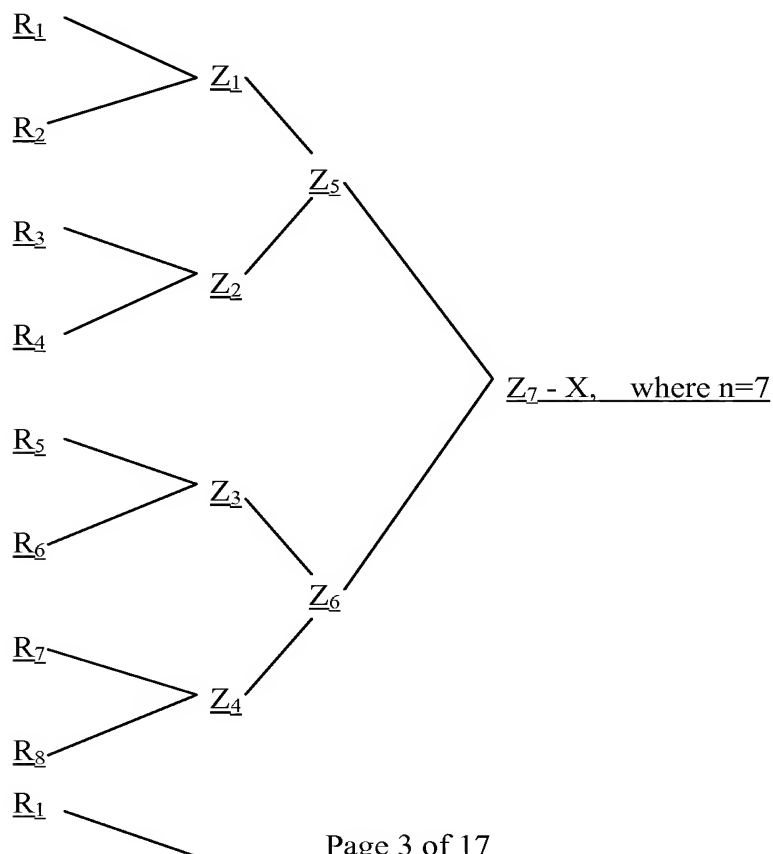 R₁
Z₁
R₂
Z₅
R₃
Z₂
R₄
Z₇ - X, where n=7
R₅
Z₃
R₆
Z₆
R₇
Z₄
R₈
R₁
Page 3 of 17